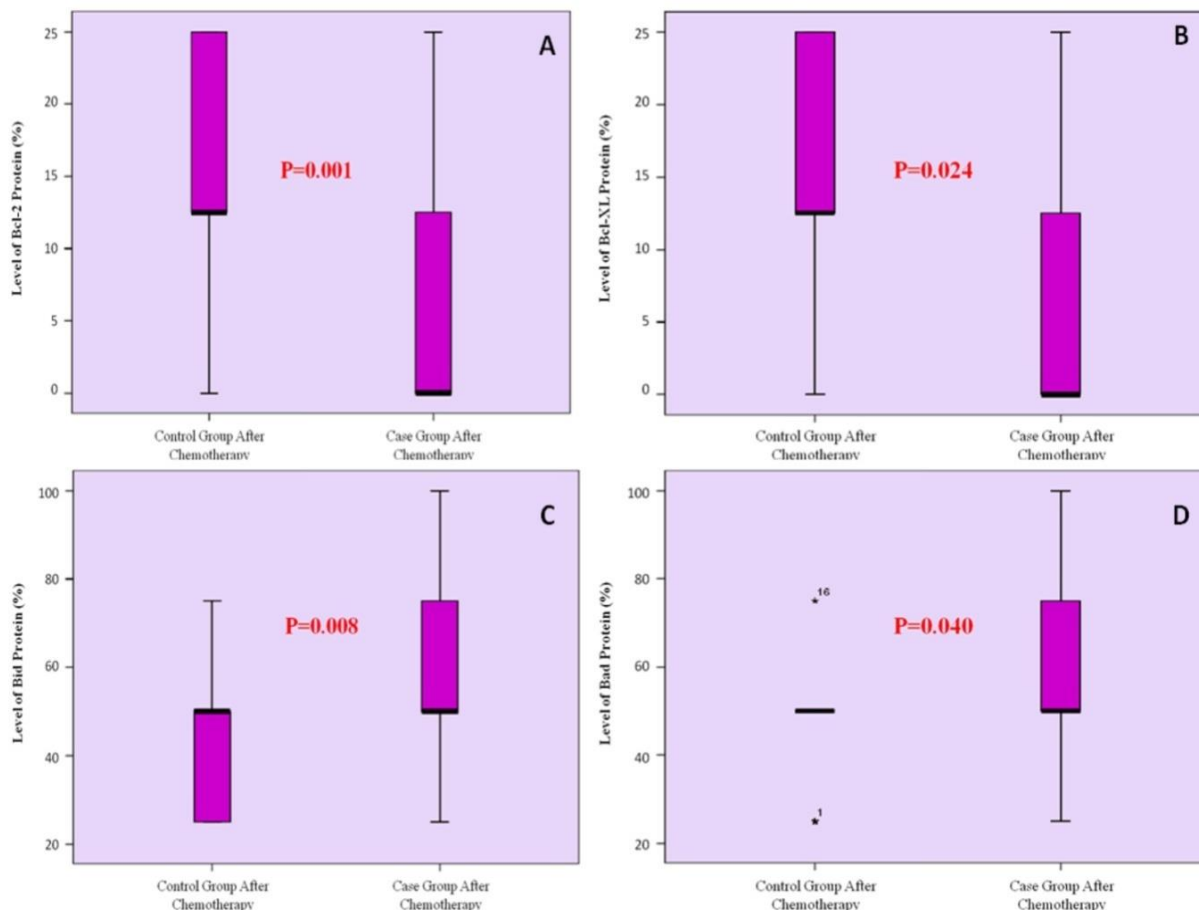 A
Level of Bcl-2 Protein (%)
25
20
15
10
5
0
P=0.001
Control Group After
Chemotherapy
Case Group After
Chemotherapy
B
Level of Bcl-XL Protein (%)
25
20
15
10
5
0
P=0.024
Control Group After
Chemotherapy
Case Group After
Chemotherapy
C
Level of Bid Protein (%)
100
80
60
40
20
P=0.008
Control Group After
Chemotherapy
Case Group After
Chemotherapy
D
Level of Bad Protein (%)
100
80
60
40
20
16
P=0.040
1
Control Group After
Chemotherapy
Case Group After
Chemotherapy